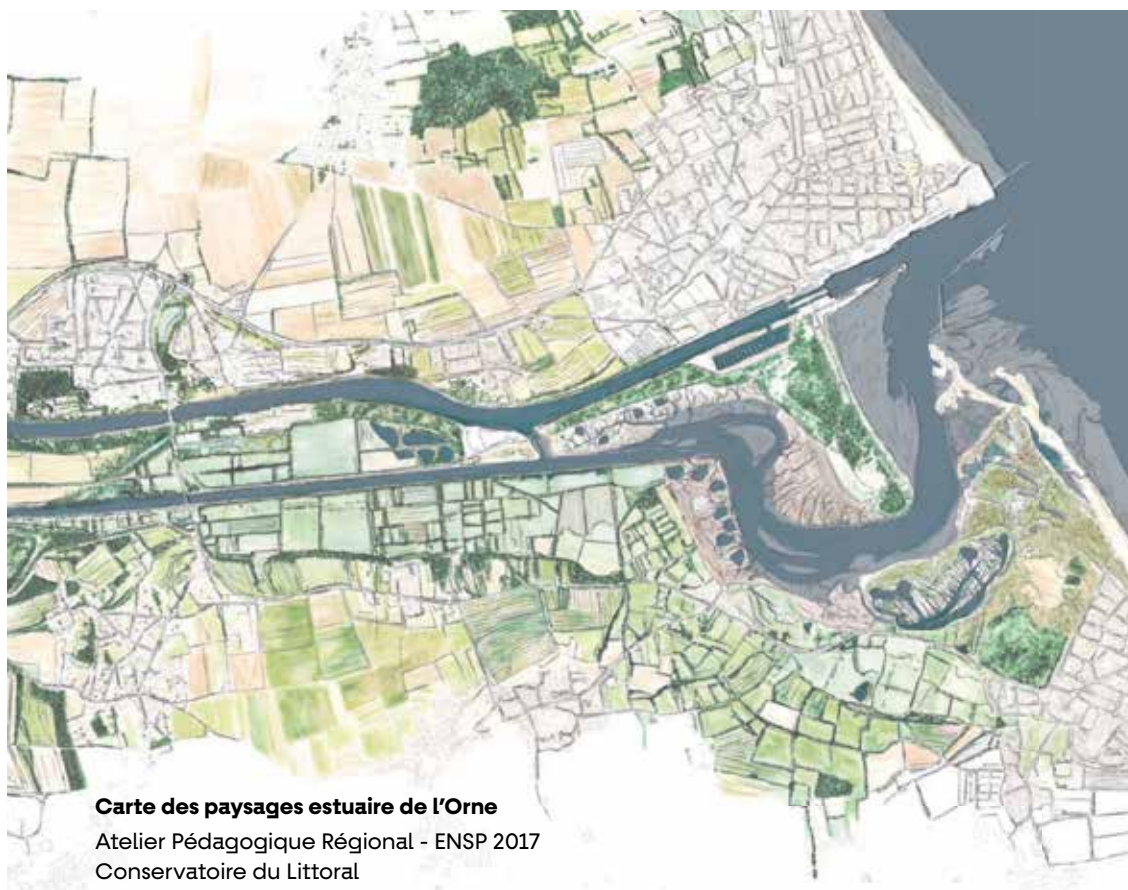 Carte des paysages estuaire de l'Orne
Atelier Pédagogique Régional - ENSP 2017
Conservatoire du Littoral